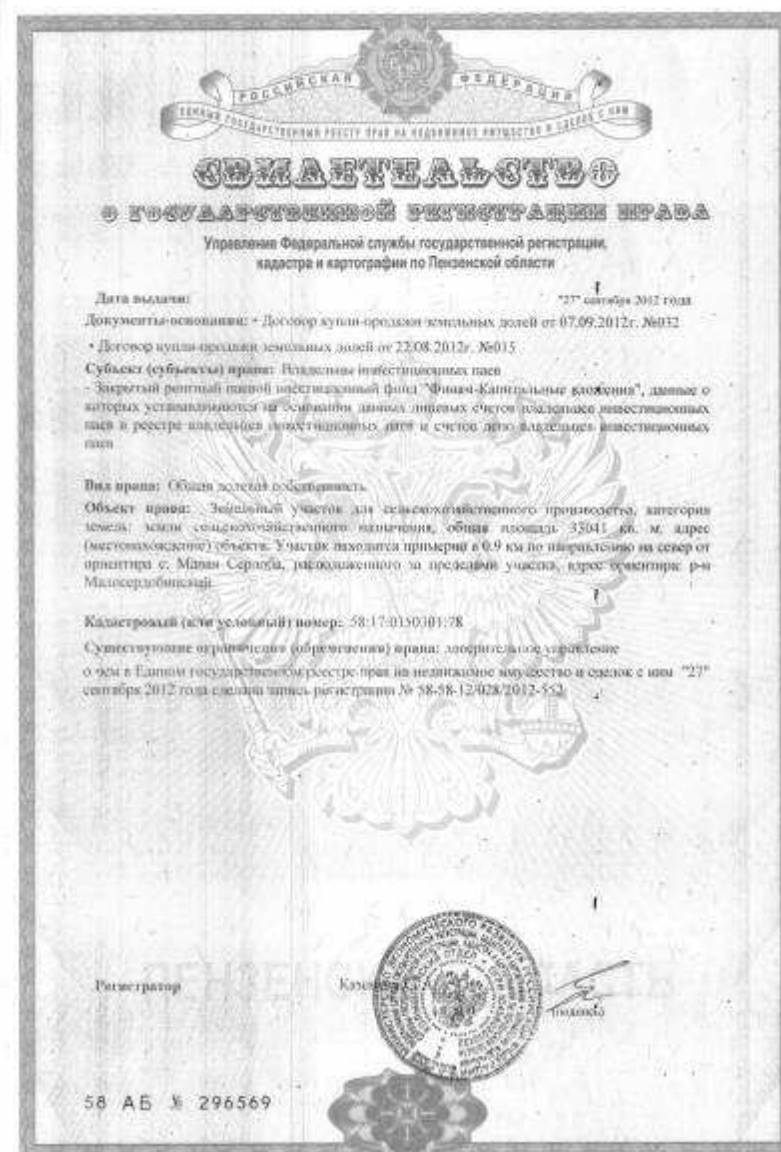 РОССИЙСКАЯ ФЕДЕРАЦИЯ
ЕДИНЫЙ ГОСУДАРСТВЕННЫЙ РЕЕСТР ПРАВ НА НЕДВИЖИМОЕ ИМУЩЕСТВО И СДЕЛОК С НИМ
СВИДЕТЕЛЬСТВО
О ГОСУДАРСТВЕННОЙ РЕГИСТРАЦИИ ПРАВА
Управление Федеральной службы государственной регистрации,
кадастра и картографии по Пензенской области
Дата выдачи: "27" сентября 2012 года
Документы-основания: • Договор купли-продажи земельных долей от 07.09.2012г. №032
• Договор купли-продажи земельных долей от 22.08.2012г. №015
Субъект (субъекты) права: Владельцы инвестиционных паев
- Закрытый рентный паевой инвестиционный фонд "Финам-Капитальные вложения", данные о
которых устанавливаются на основании данных лицевых счетов владельцев инвестиционных
паев в реестре владельцев инвестиционных паев и счетов депо владельцев инвестиционных
паев
Вид права: Общая долевая собственность
Объект права: Земельный участок для сельскохозяйственного производства, категория
земель: земли сельскохозяйственного назначения, общая площадь 33041 кв. м, адрес
(местонахождение) объекта: Участок находится примерно в 0.9 км по направлению на север от
ориентира с. Малая Сердоба, расположенного за пределами участка, адрес ориентира: р-н
Малосердобинский
Кадастровый (или условный) номер: 58:17:0150301:78
Существующие ограничения (обременения) права: доверительное управление
о чем в Едином государственном реестре прав на недвижимое имущество и сделок с ним "27"
сентября 2012 года сделана запись регистрации № 58-58-12/028/2012-552
ПЕНЗЕНСКАЯ ОБЛАСТЬ
Регистратор
(подпись)
58 АБ № 296569